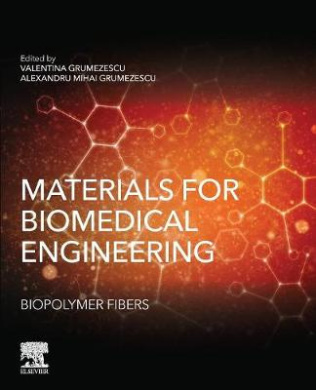 Edited by
VALENTINA GRUMEZESCU
ALEXANDRU MIHAI GRUMEZESCU
MATERIALS FOR
BIOMEDICAL
ENGINEERING
BIOPOLYMER FIBERS
ELSEVIER